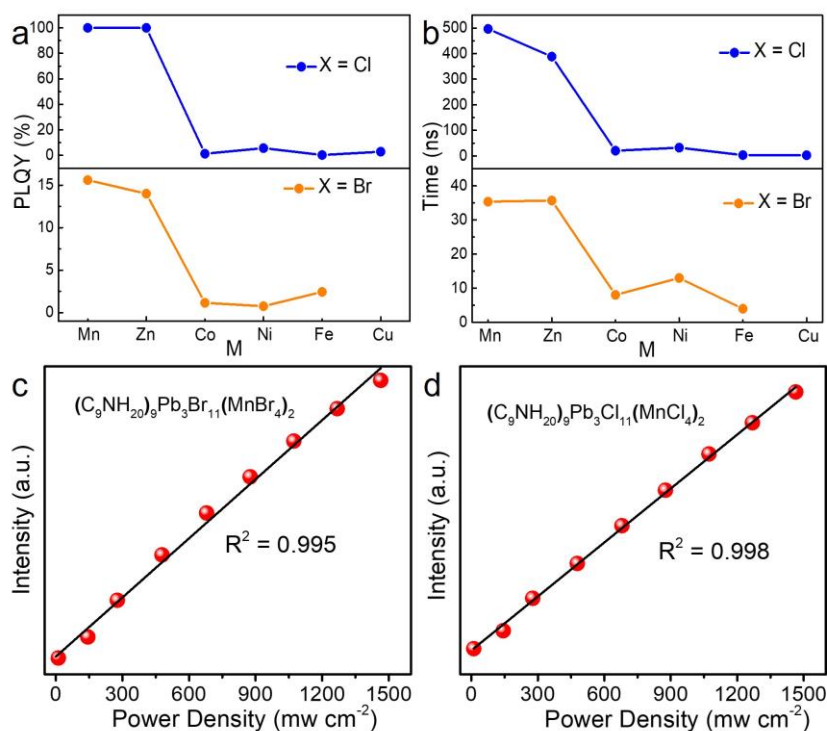 a
PLQY (%)
100
80
60
40
20
0
X = Cl
15
10
5
0
X = Br
Mn Zn Co Ni Fe Cu
M
b
Time (ns)
500
400
300
200
100
0
X = Cl
40
30
20
10
0
X = Br
Mn Zn Co Ni Fe Cu
M
c
(C₉NH₂₀)₉Pb₃Br₁₁(MnBr₄)₂
R² = 0.995
Intensity (a.u.)
0 300 600 900 1200 1500
Power Density (mw cm⁻²)
d
(C₉NH₂₀)₉Pb₃Cl₁₁(MnCl₄)₂
R² = 0.998
Intensity (a.u.)
0 300 600 900 1200 1500
Power Density (mw cm⁻²)